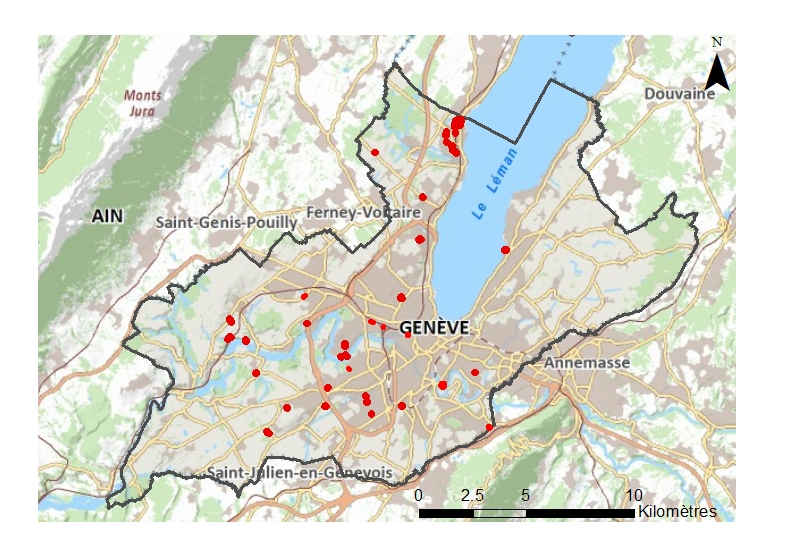 N
Douvaine
Monts
Jura
Le Léman
AIN
Saint-Genis-Pouilly
Ferney-Voltaire
GENÈVE
Annemasse
Saint-Julien-en-Genevois
0 2.5 5 10
Kilomètres